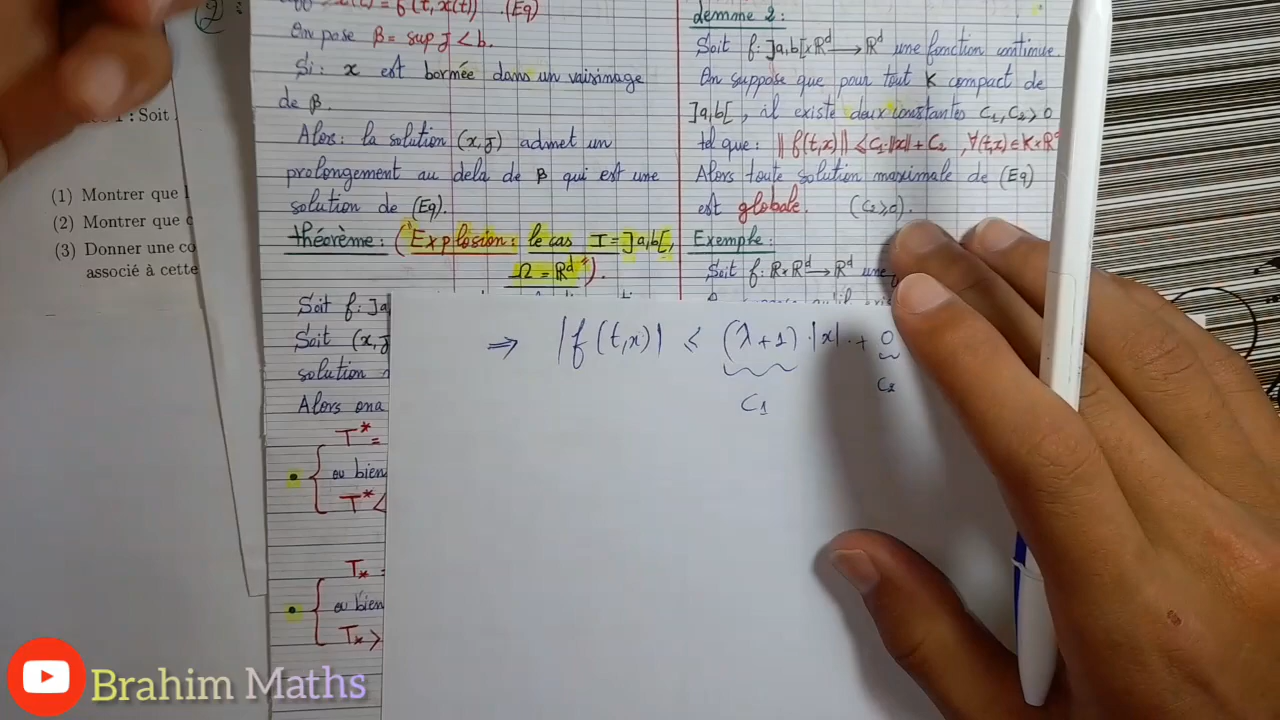 x(t) = f(t, x(t)) . (Eq)
On pose β = sup J < b.
Si : x est bornée dans un vaisinage
de β.
Alors : la solution (x, J) admet un
prolongement au delà de β qui est une
solution de (Eq).
théorème : ("Explosion : le cas I = ]a,b[,
Ω = ℝᵈ").
Soit f : ]a
Soit (x, J
solution
Alors ona
T* =
ou bien
T* <
T⁎ =
ou bien
T⁎ >
lemme 2 :
Soit f : ]a,b[ × ℝᵈ → ℝᵈ une fonction continue.
On suppose que pour tout K compact de
]a,b[, il existe deux constantes C₁, C₂ > 0
tel que : ‖f(t,x)‖ ≤ C₁·‖x‖ + C₂ , ∀(t,x) ∈ K × ℝᵈ
Alors toute solution maximale de (Eq)
est globale. (C₂ ≥ 0).
Exemple :
Soit f : ℝ × ℝᵈ → ℝᵈ une
⇒ |f(t,x)| ≤ (λ+1) · |x| + 0
C₁ C₂
: Soit
(1) Montrer que
(2) Montrer que
(3) Donner une co
associé à cette
Brahim Maths